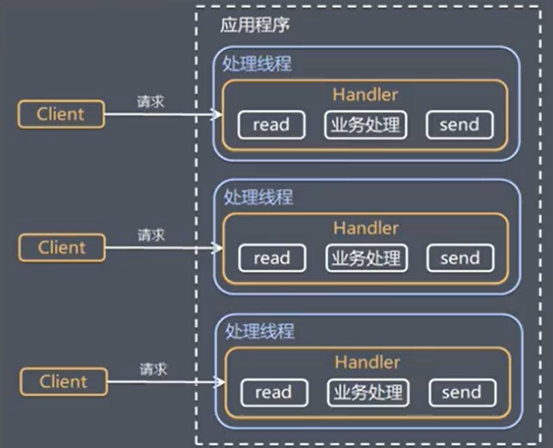 应用程序
处理线程
Handler
Client
请求
read
业务处理
send
处理线程
Handler
Client
请求
read
业务处理
send
处理线程
Handler
Client
请求
read
业务处理
send